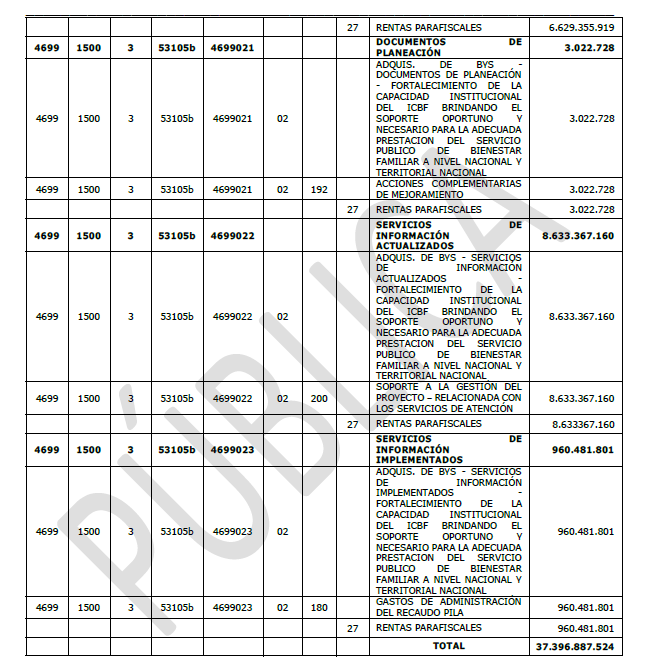 27 RENTAS PARAFISCALES 6.629.355.919
4699 1500 3 53105b 4699021 DOCUMENTOS DE
PLANEACIÓN 3.022.728
ADQUIS. DE BYS -
DOCUMENTOS DE PLANEACIÓN
- FORTALECIMIENTO DE LA
CAPACIDAD INSTITUCIONAL
DEL ICBF BRINDANDO EL
4699 1500 3 53105b 4699021 02 SOPORTE OPORTUNO Y 3.022.728
NECESARIO PARA LA ADECUADA
PRESTACION DEL SERVICIO
PUBLICO DE BIENESTAR
FAMILIAR A NIVEL NACIONAL Y
TERRITORIAL NACIONAL
4699 1500 3 53105b 4699021 02 192 ACCIONES COMPLEMENTARIAS
DE MEJORAMIENTO 3.022.728
27 RENTAS PARAFISCALES 3.022.728
SERVICIOS DE
4699 1500 3 53105b 4699022 INFORMACIÓN 8.633.367.160
ACTUALIZADOS
ADQUIS. DE BYS - SERVICIOS
DE INFORMACIÓN
ACTUALIZADOS -
FORTALECIMIENTO DE LA
CAPACIDAD INSTITUCIONAL
DEL ICBF BRINDANDO EL
4699 1500 3 53105b 4699022 02 SOPORTE OPORTUNO Y 8.633.367.160
NECESARIO PARA LA ADECUADA
PRESTACION DEL SERVICIO
PUBLICO DE BIENESTAR
FAMILIAR A NIVEL NACIONAL Y
TERRITORIAL NACIONAL
SOPORTE A LA GESTIÓN DEL
4699 1500 3 53105b 4699022 02 200 PROYECTO – RELACIONADA CON 8.633.367.160
LOS SERVICIOS DE ATENCIÓN
27 RENTAS PARAFISCALES 8.633367.160
SERVICIOS DE
4699 1500 3 53105b 4699023 INFORMACIÓN 960.481.801
IMPLEMENTADOS
ADQUIS. DE BYS - SERVICIOS
DE INFORMACIÓN
IMPLEMENTADOS -
FORTALECIMIENTO DE LA
CAPACIDAD INSTITUCIONAL
DEL ICBF BRINDANDO EL
4699 1500 3 53105b 4699023 02 SOPORTE OPORTUNO Y 960.481.801
NECESARIO PARA LA ADECUADA
PRESTACION DEL SERVICIO
PUBLICO DE BIENESTAR
FAMILIAR A NIVEL NACIONAL Y
TERRITORIAL NACIONAL
4699 1500 3 53105b 4699023 02 180 GASTOS DE ADMINISTRACIÓN
DEL RECAUDO PILA 960.481.801
27 RENTAS PARAFISCALES 960.481.801
TOTAL 37.396.887.524
PÚBLICA